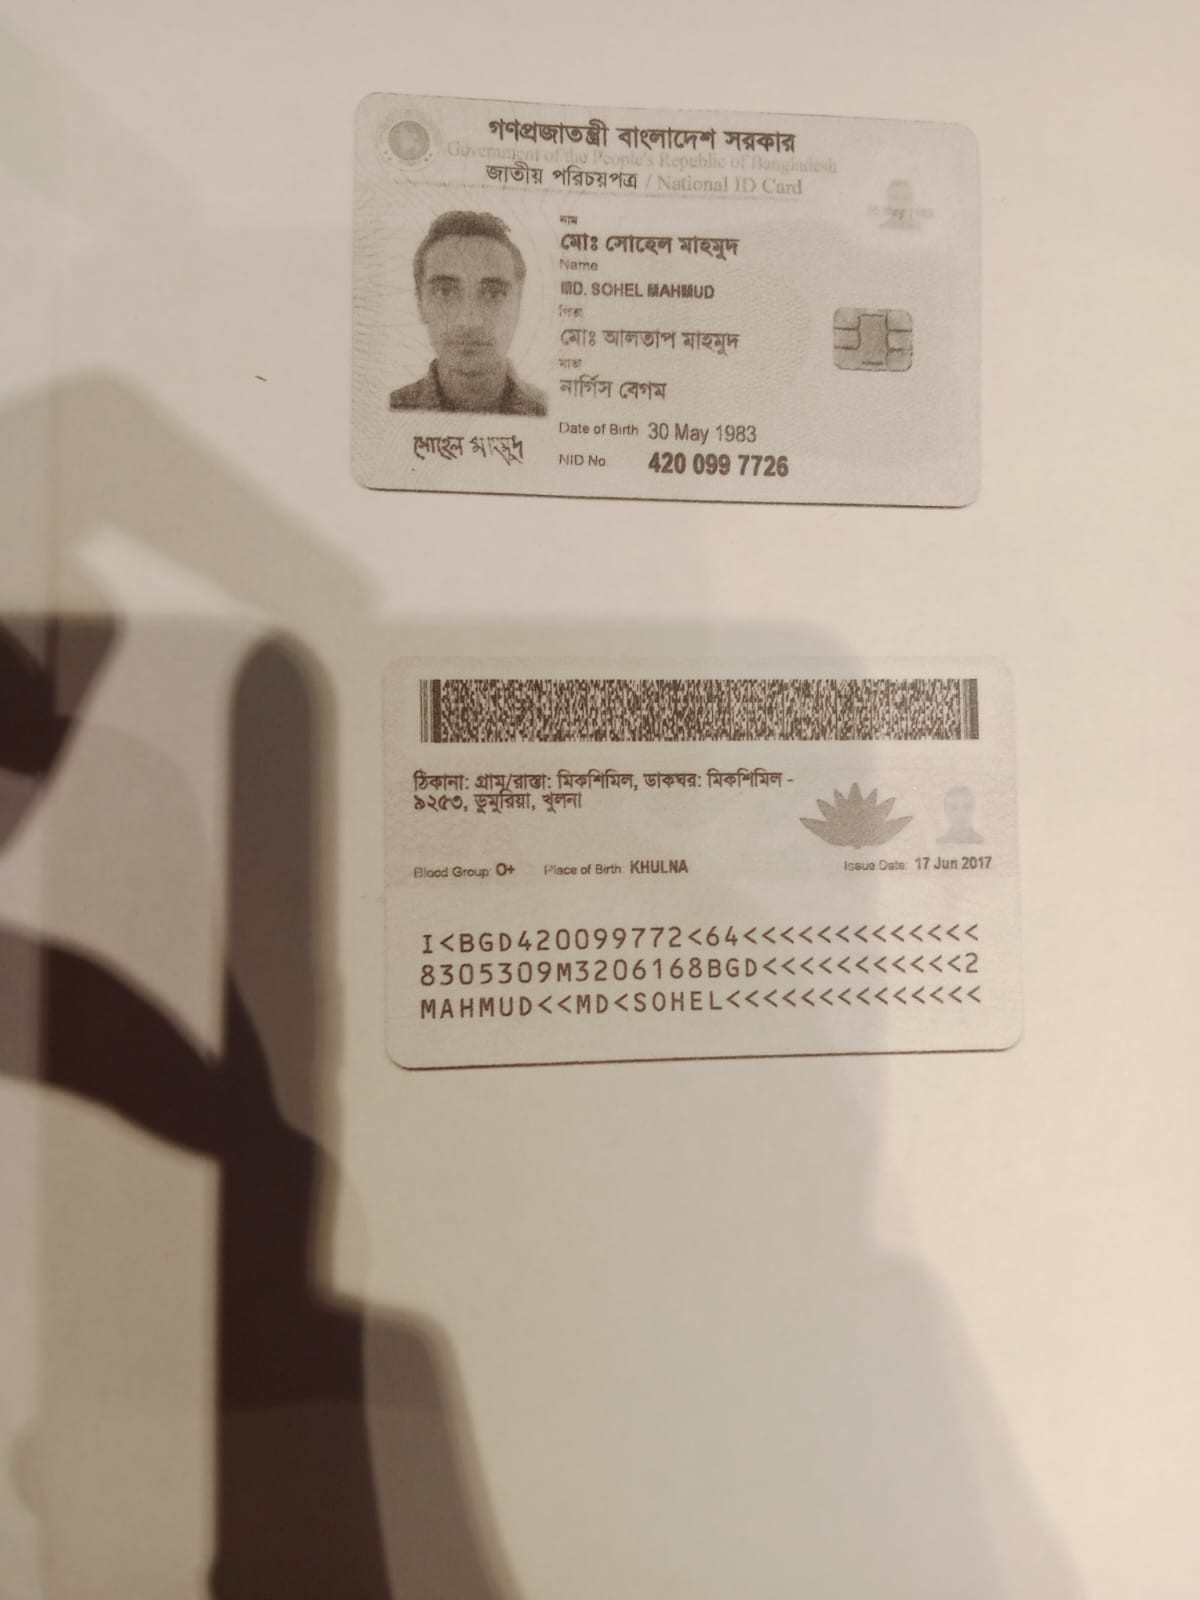 গণপ্রজাতন্ত্রী বাংলাদেশ সরকার
Government of the People's Republic of Bangladesh
জাতীয় পরিচয়পত্র / National ID Card
নাম
মোঃ সোহেল মাহমুদ
Name
MD. SOHEL MAHMUD
পিতা
মোঃ আলতাপ মাহমুদ
মাতা
নার্গিস বেগম
Date of Birth 30 May 1983
NID No 420 099 7726
সোহেল মাহমুদ
30 May 1983
ঠিকানা: গ্রাম/রাস্তা: মিকশিমিল, ডাকঘর: মিকশিমিল -
৯২৫৩, ডুমুরিয়া, খুলনা
Blood Group: O+ Place of Birth: KHULNA Issue Date: 17 Jun 2017
I<BGD420099772<64<<<<<<<<<<<<<
8305309M3206168BGD<<<<<<<<<<<2
MAHMUD<<MD<SOHEL<<<<<<<<<<<<<<